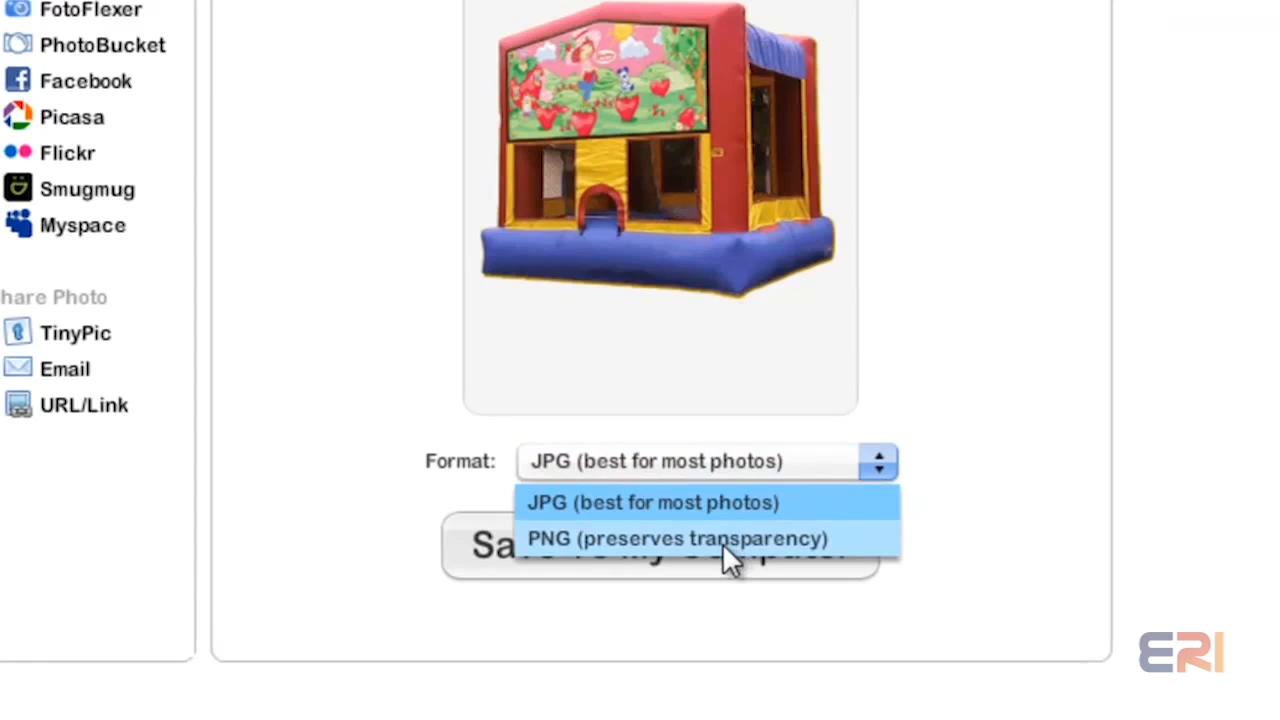 FotoFlexer
PhotoBucket
Facebook
Picasa
Flickr
Smugmug
Myspace
hare Photo
TinyPic
Email
URL/Link
Format:
JPG (best for most photos)
JPG (best for most photos)
PNG (preserves transparency)
ERI